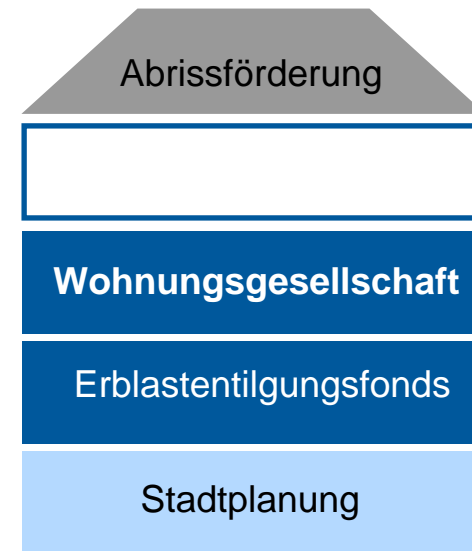 Abrissförderung
Wohnungsgesellschaft
Erblastentilgungsfonds
Stadtplanung